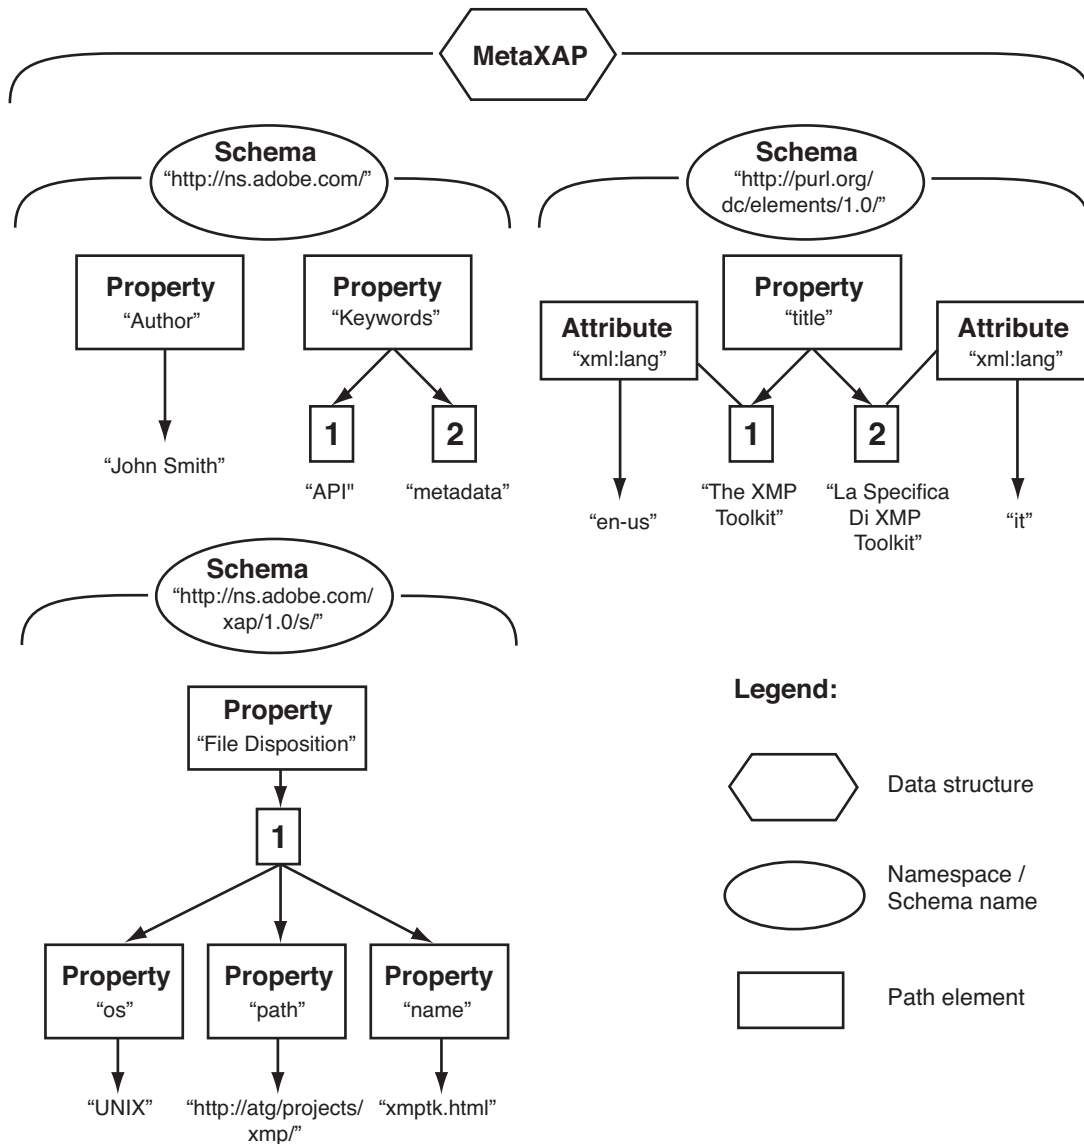 MetaXAP
Schema
“http://ns.adobe.com/”
Schema
“http://purl.org/
dc/elements/1.0/”
Property
“Author”
Property
“Keywords”
Attribute
“xml:lang”
Property
“title”
Attribute
“xml:lang”
1
2
1
2
“John Smith”
“API"
“metadata”
“en-us”
“The XMP
Toolkit”
“La Specifica
Di XMP
Toolkit”
“it”
Schema
“http://ns.adobe.com/
xap/1.0/s/”
Property
“File Disposition”
1
Property
“os”
Property
“path”
Property
“name”
“UNIX”
“http://atg/projects/
xmp/”
“xmptk.html”
Legend:
Data structure
Namespace /
Schema name
Path element